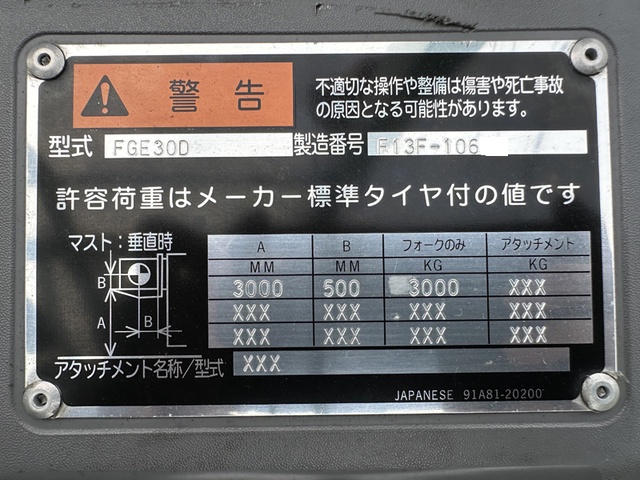 警告
不適切な操作や整備は傷害や死亡事故
の原因となる可能性があります。
型式 FGE30D 製造番号 F13F-106
許容荷重はメーカー標準タイヤ付の値です
マスト:垂直時
A B フォークのみ アタッチメント
MM MM KG KG
3000 500 3000 XXX
XXX XXX XXX XXX
XXX XXX XXX XXX
B
A B
アタッチメント名称/型式 XXX
JAPANESE 91A81-20200